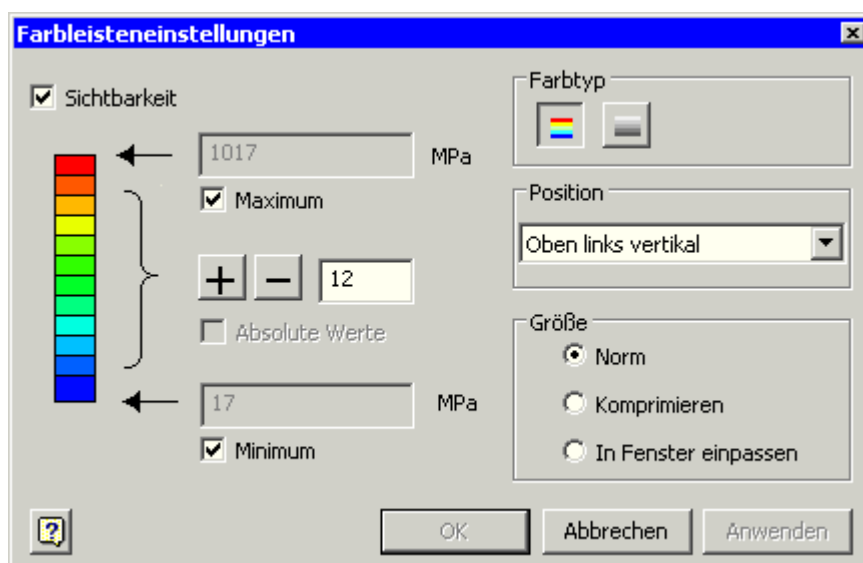 Farbleisteneinstellungen
Sichtbarkeit
1017 MPa
Maximum
12
Absolute Werte
17 MPa
Minimum
Farbtyp
Position
Oben links vertikal
Größe
Norm
Komprimieren
In Fenster einpassen
OK Abbrechen Anwenden